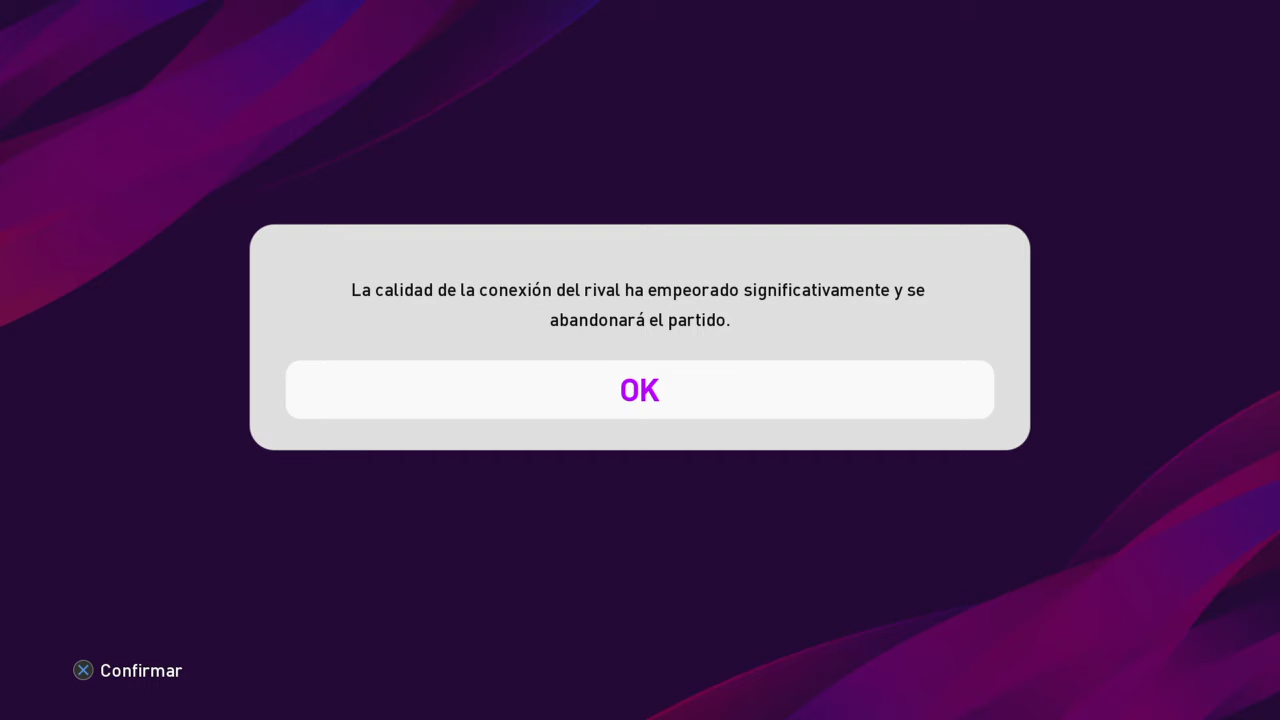 La calidad de la conexión del rival ha empeorado significativamente y se
abandonará el partido.
OK
Confirmar